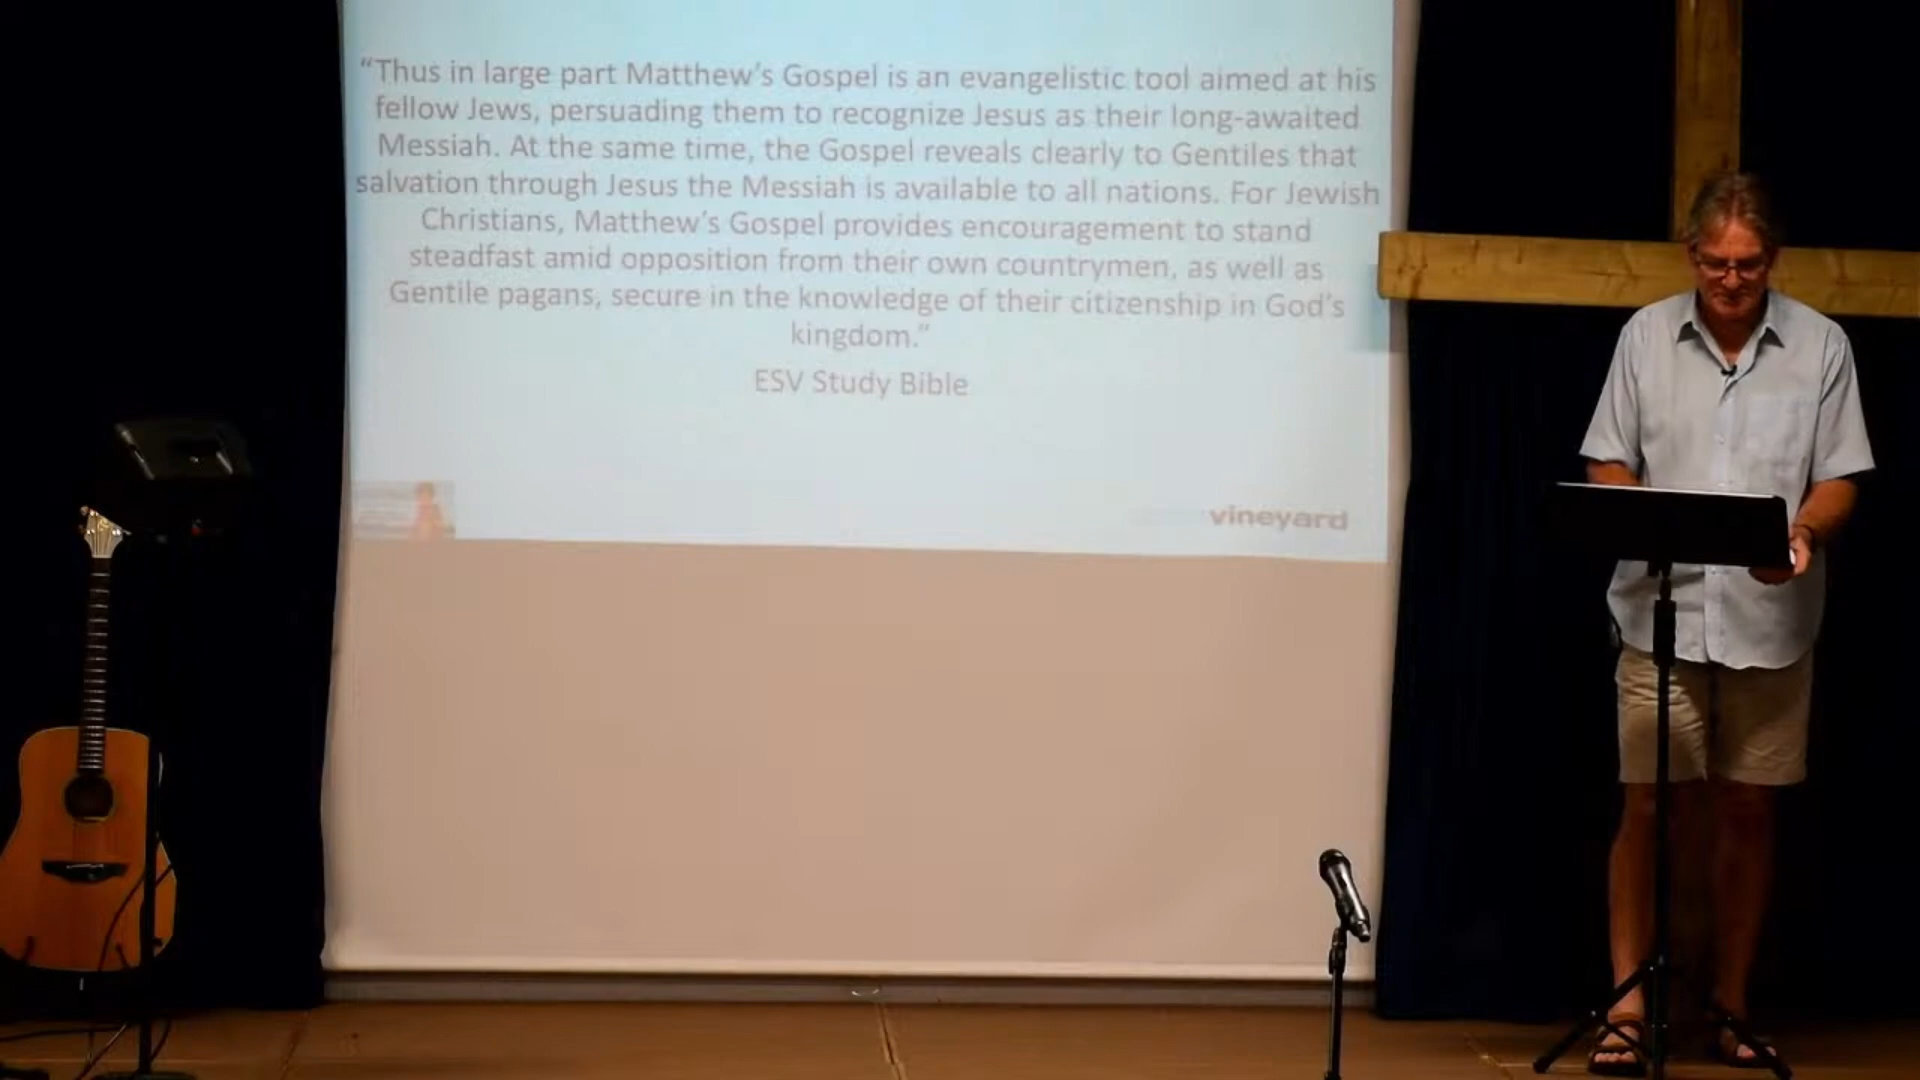 “Thus in large part Matthew’s Gospel is an evangelistic tool aimed at his
fellow Jews, persuading them to recognize Jesus as their long-awaited
Messiah. At the same time, the Gospel reveals clearly to Gentiles that
salvation through Jesus the Messiah is available to all nations. For Jewish
Christians, Matthew’s Gospel provides encouragement to stand
steadfast amid opposition from their own countrymen, as well as
Gentile pagans, secure in the knowledge of their citizenship in God’s
kingdom.”
ESV Study Bible
vineyard